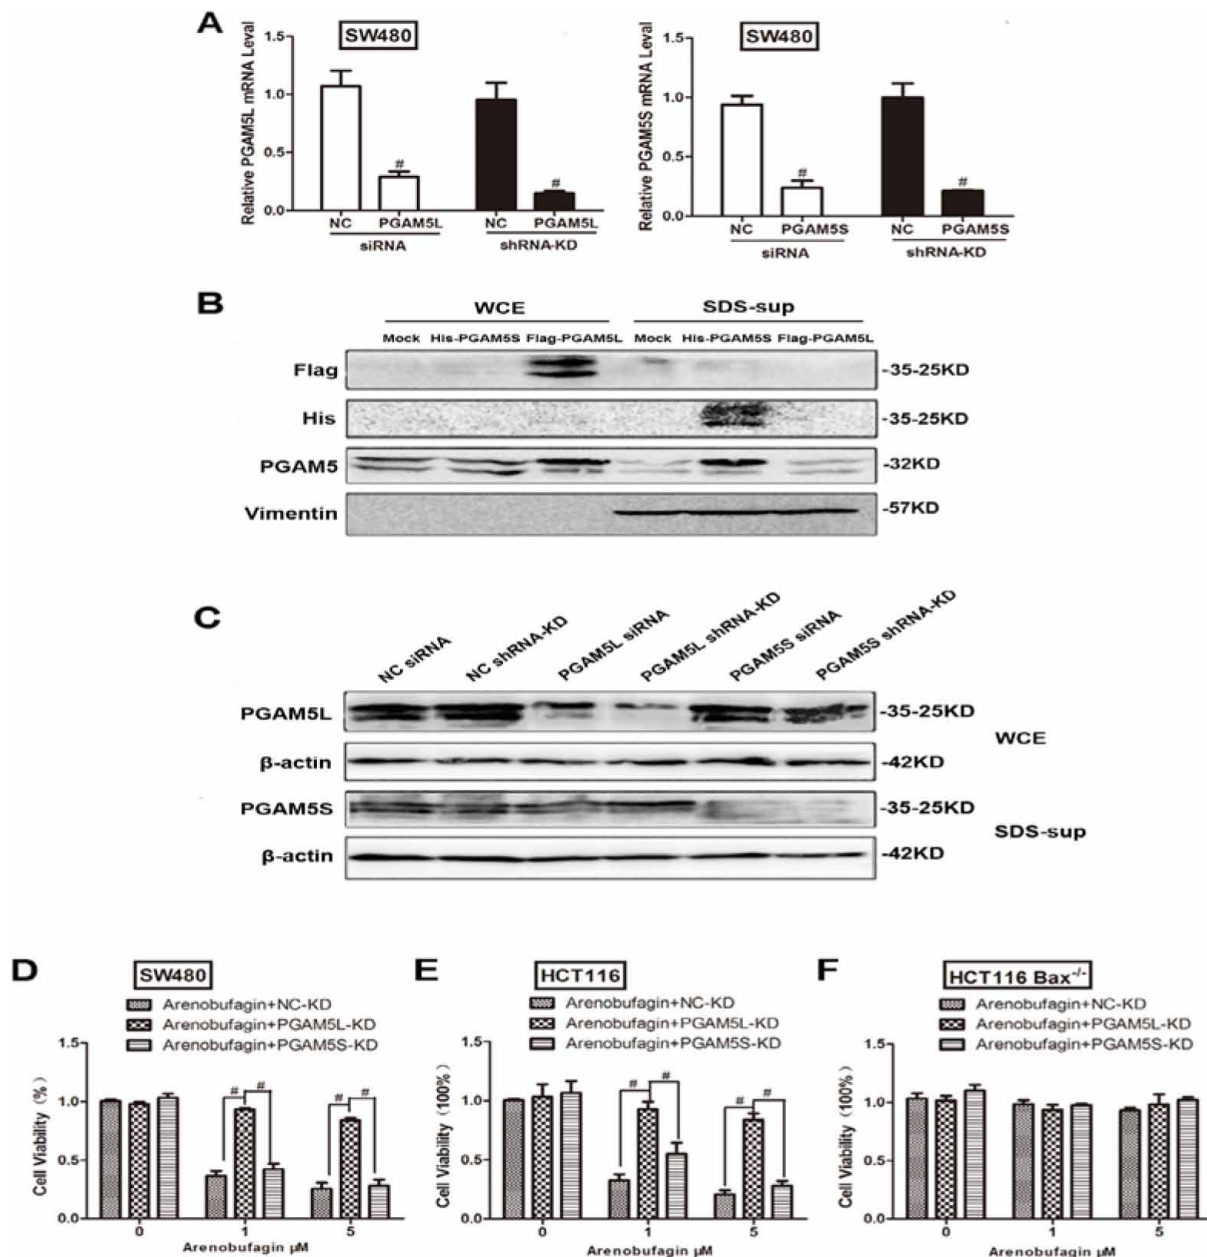 A
SW480
Relative PGAM5L mRNA Leval
1.5
1.0
0.5
0.0
#
#
NC PGAM5L NC PGAM5L
siRNA shRNA-KD
SW480
Relative PGAM5S mRNA Leval
1.5
1.0
0.5
0.0
#
#
NC PGAM5S NC PGAM5S
siRNA shRNA-KD
B
WCE SDS-sup
Mock His-PGAM5S Flag-PGAM5L Mock His-PGAM5S Flag-PGAM5L
Flag -35-25KD
His -35-25KD
PGAM5 -32KD
Vimentin -57KD
C
NC siRNA
NC shRNA-KD
PGAM5L siRNA
PGAM5L shRNA-KD
PGAM5S siRNA
PGAM5S shRNA-KD
PGAM5L -35-25KD
WCE
β-actin -42KD
PGAM5S -35-25KD
SDS-sup
β-actin -42KD
D
SW480
Arenobufagin+NC-KD
Arenobufagin+PGAM5L-KD
Arenobufagin+PGAM5S-KD
Cell Viability (%)
1.5
1.0
0.5
0.0
# #
# #
0 1 5
Arenobufagin μM
E
HCT116
Arenobufagin+NC-KD
Arenobufagin+PGAM5L-KD
Arenobufagin+PGAM5S-KD
Cell Viability (100%)
1.5
1.0
0.5
0.0
# #
# #
0 1 5
Arenobufagin μM
F
HCT116 Bax-/-
Arenobufagin+NC-KD
Arenobufagin+PGAM5L-KD
Arenobufagin+PGAM5S-KD
Cell Viability (100%)
1.5
1.0
0.5
0.0
0 1 5
Arenobufagin μM